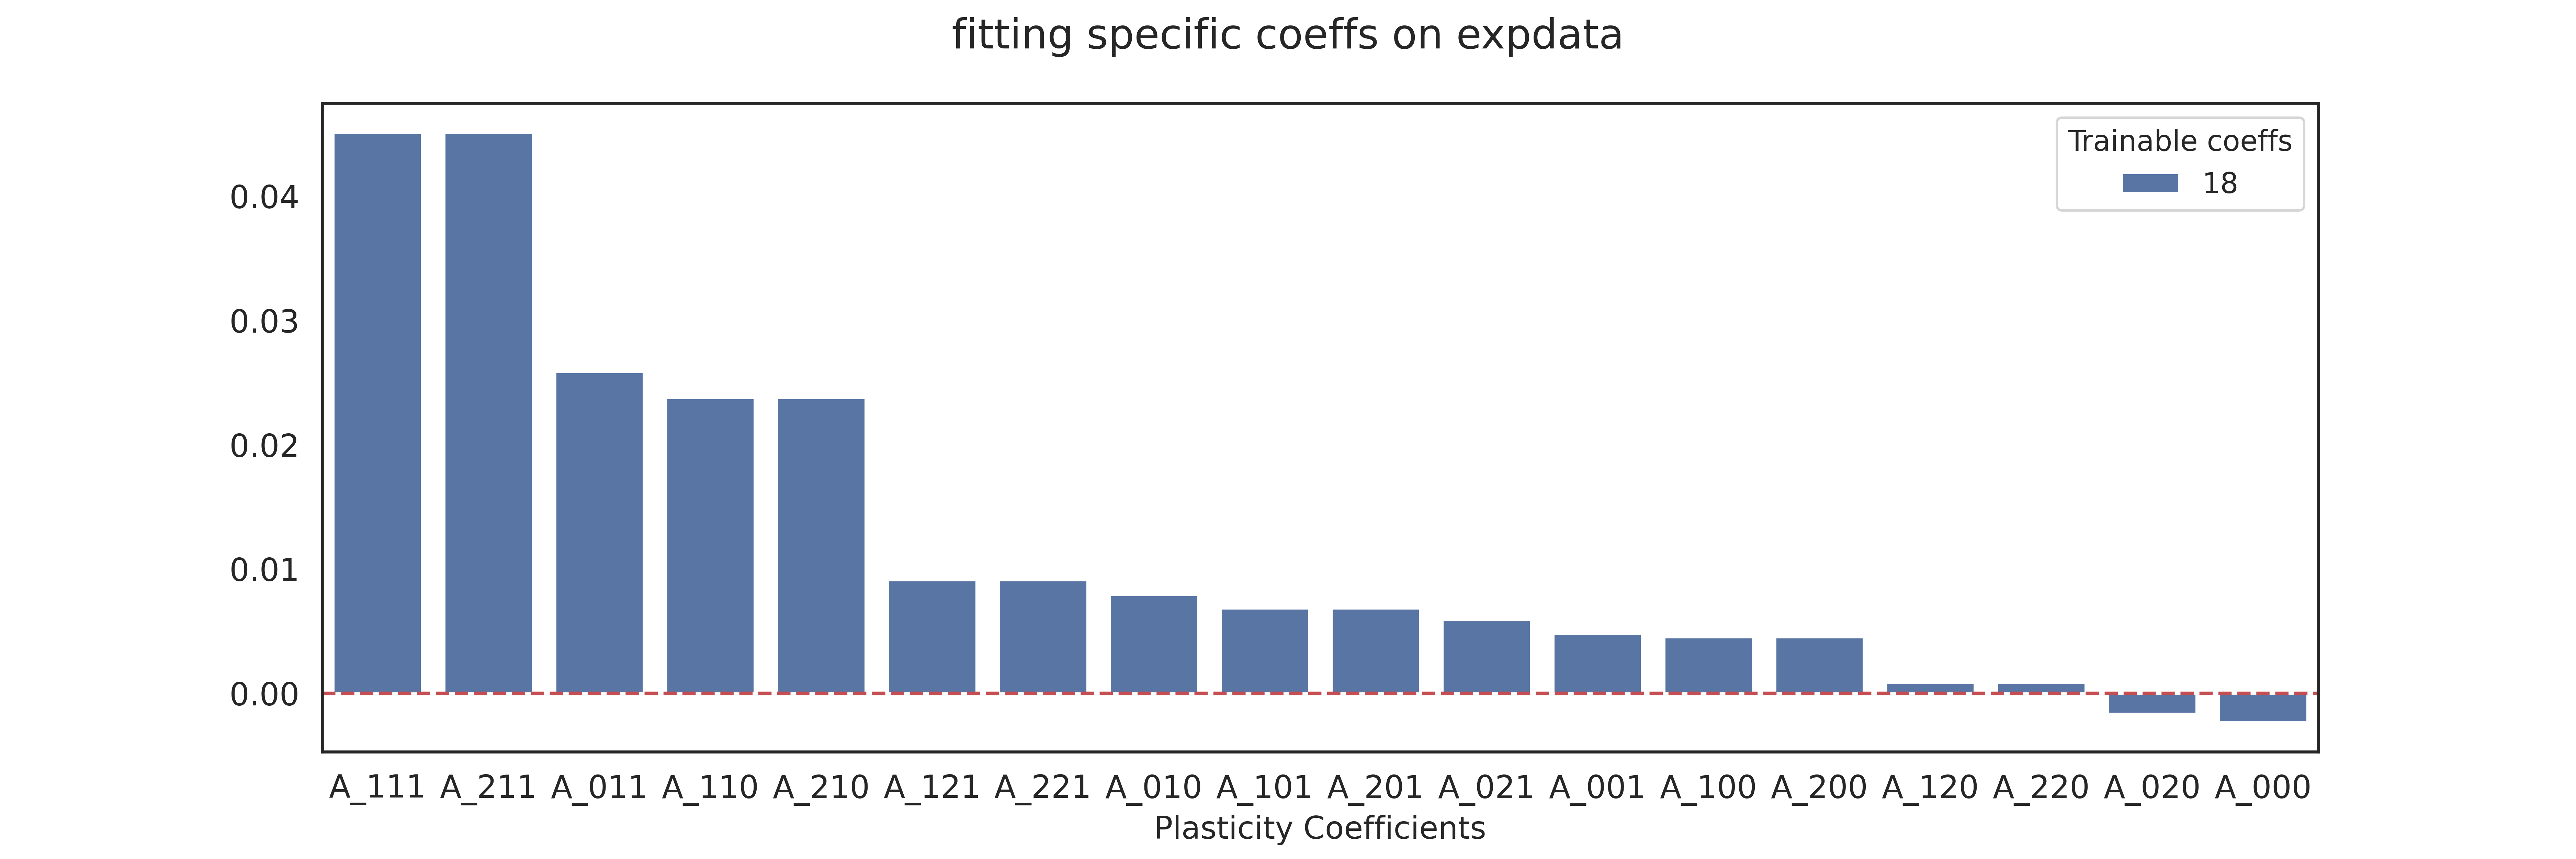 fitting specific coeffs on expdata
Trainable coeffs
18
0.04
0.03
0.02
0.01
0.00
A_111 A_211 A_011 A_110 A_210 A_121 A_221 A_010 A_101 A_201 A_021 A_001 A_100 A_200 A_120 A_220 A_020 A_000
Plasticity Coefficients